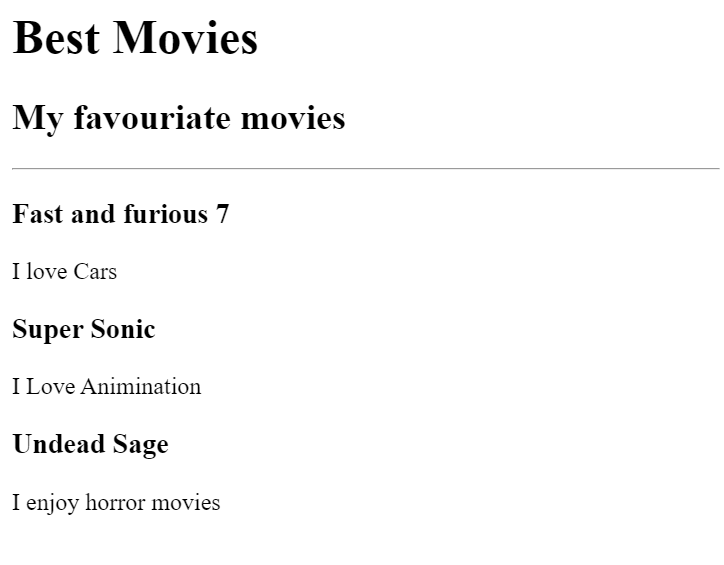 Best Movies
My favouriate movies
Fast and furious 7
I love Cars
Super Sonic
I Love Animination
Undead Sage
I enjoy horror movies